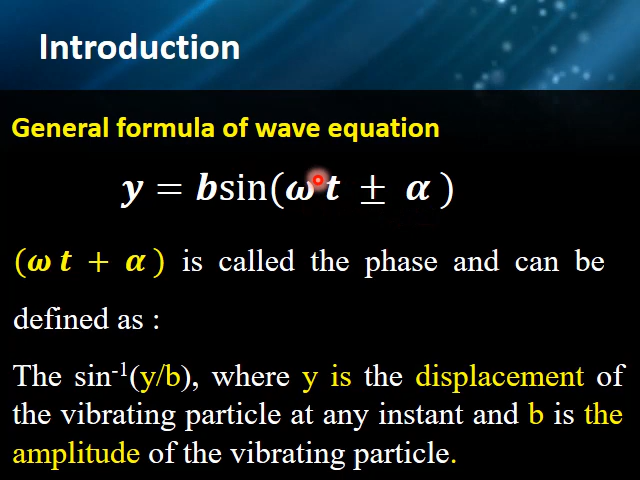 Introduction
General formula of wave equation
y = bsin(ω t ± α )
(ω t + α ) is called the phase and can be
defined as :
The sin⁻¹(y/b), where y is the displacement of
the vibrating particle at any instant and b is the
amplitude of the vibrating particle.